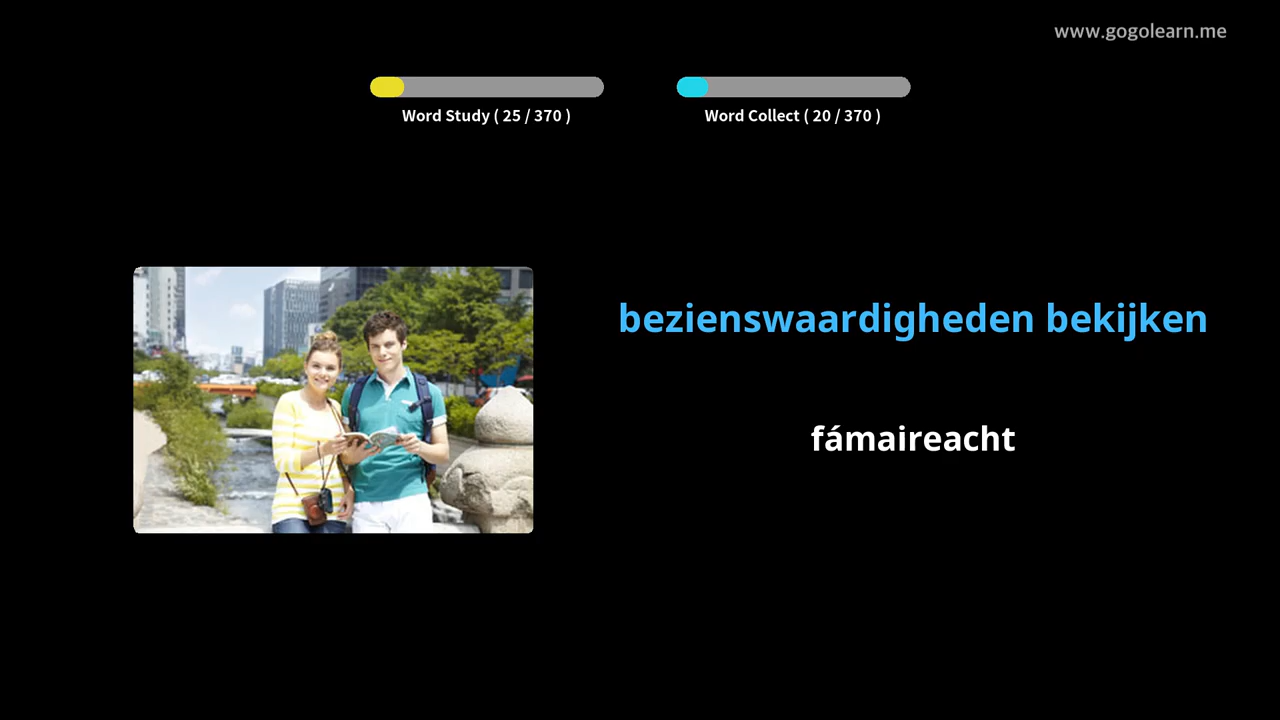 www.gogolearn.me
Word Study ( 25 / 370 )
Word Collect ( 20 / 370 )
bezienswaardigheden bekijken
fámaireacht